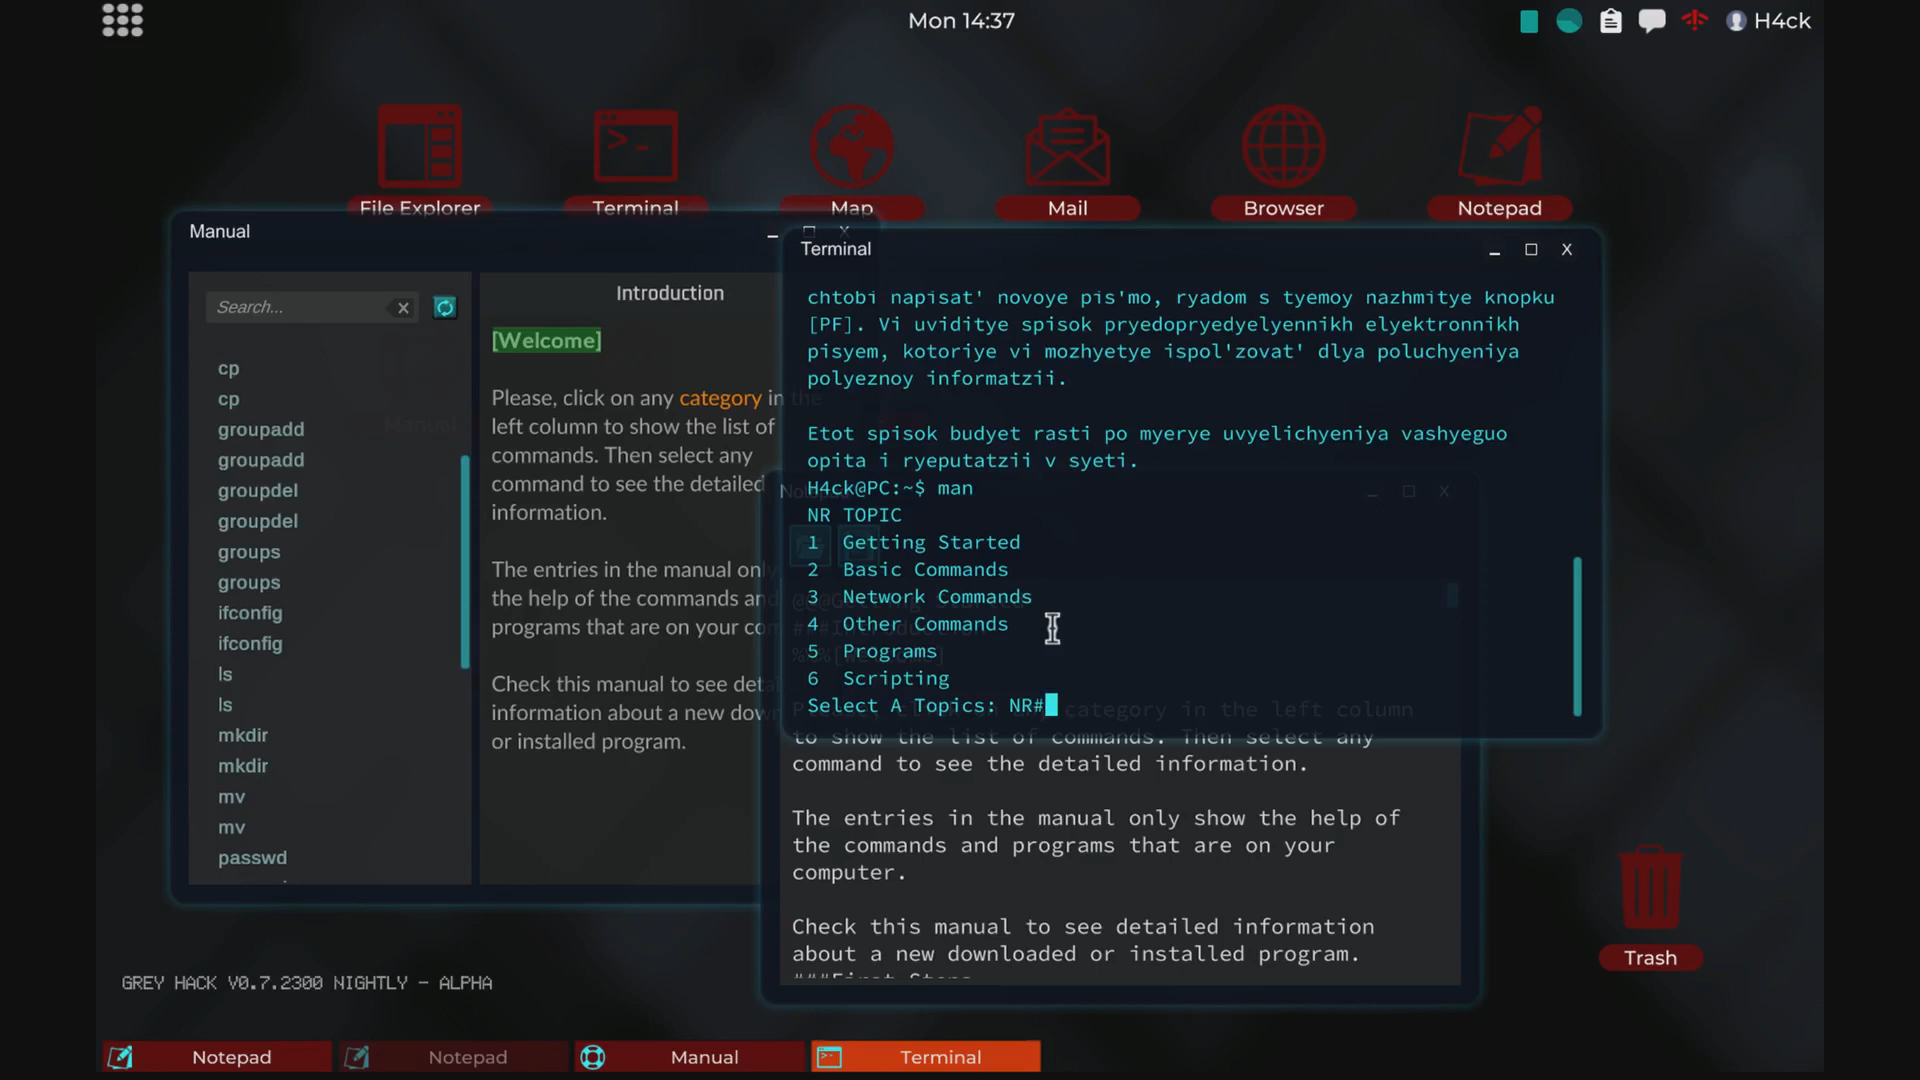 Mon 14:37
H4ck
File Explorer
Terminal
Map
Mail
Browser
Notepad
Manual
Search...
cp
cp
groupadd
groupadd
groupdel
groupdel
groups
groups
ifconfig
ifconfig
ls
ls
mkdir
mkdir
mv
mv
passwd
Introduction
[Welcome]
Please, click on any category in the
left column to show the list of
commands. Then select any
command to see the detailed
information.
The entries in the manual only
the help of the commands and
programs that are on your com
Check this manual to see deta
information about a new down
or installed program.
Terminal
chtobi napisat' novoye pis'mo, ryadom s tyemoy nazhmitye knopku
[PF]. Vi uviditye spisok pryedopryedyelyennikh elyektronnikh
pisyem, kotoriye vi mozhyetye ispol'zovat' dlya poluchyeniya
polyeznoy informatzii.
Etot spisok budyet rasti po myerye uvyelichyeniya vashyeguo
opita i ryeputatzii v syeti.
H4ck@PC:~$ man
NR TOPIC
1 Getting Started
2 Basic Commands
3 Network Commands
4 Other Commands
5 Programs
6 Scripting
Select A Topics: NR#
category in the left column
to show the list of commands. Then select any
command to see the detailed information.
The entries in the manual only show the help of
the commands and programs that are on your
computer.
Check this manual to see detailed information
about a new downloaded or installed program.
###First Steps
Trash
GREY HACK V0.7.2300 NIGHTLY - ALPHA
Notepad
Notepad
Manual
Terminal